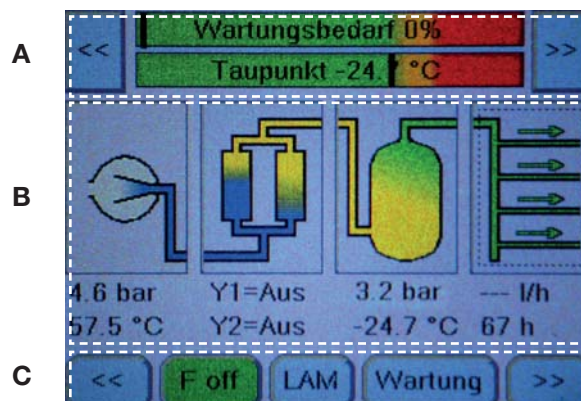 A
<< Wartungsbedarf 0% >>
Taupunkt -24.7 °C
B
4.6 bar Y1=Aus 3.2 bar --- l/h
57.5 °C Y2=Aus -24.7 °C 67 h
C
<< F off LAM Wartung >>